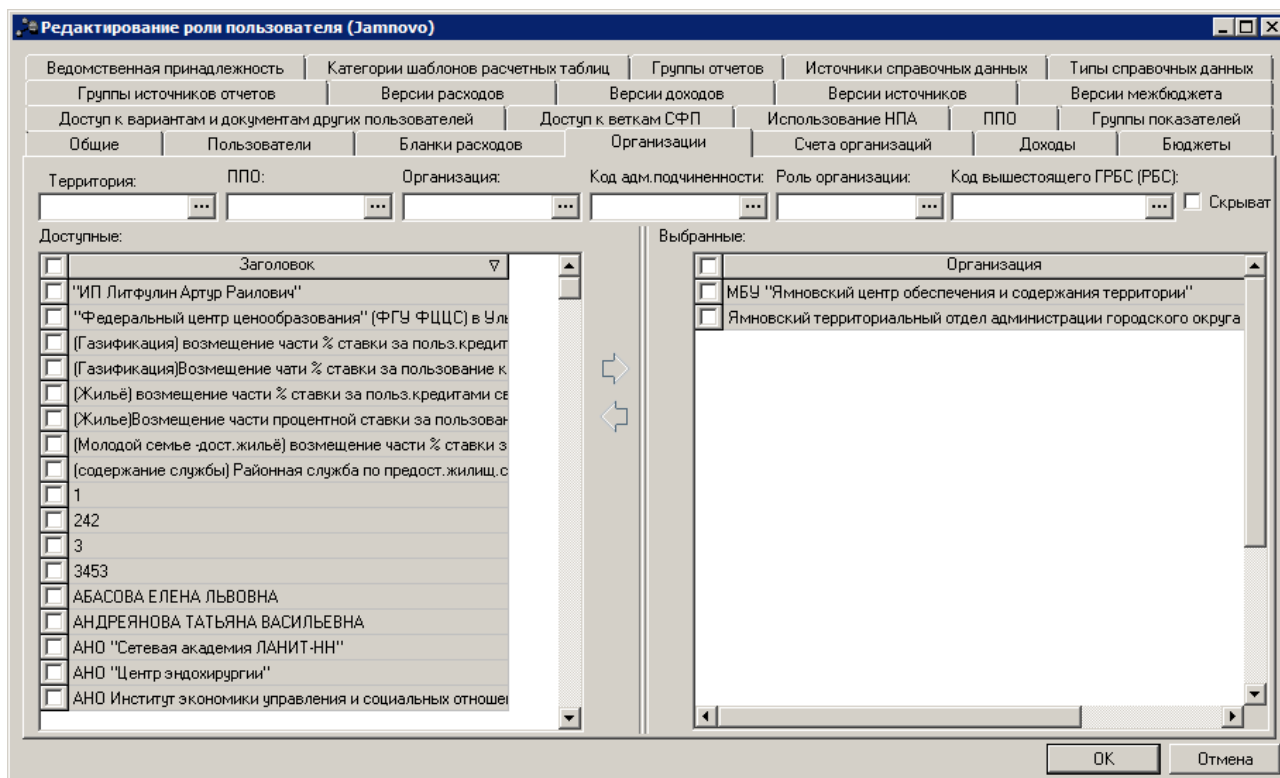 Редактирование роли пользователя (Jamnovo)
Ведомственная принадлежность Категории шаблонов расчетных таблиц Группы отчетов Источники справочных данных Типы справочных данных
Группы источников отчетов Версии расходов Версии доходов Версии источников Версии межбюджета
Доступ к вариантам и документам других пользователей Доступ к веткам СФП Использование НПА ППО Группы показателей
Общие Пользователи Бланки расходов Организации Счета организаций Доходы Бюджеты
Территория: ППО: Организация: Код адм.подчиненности: Роль организации: Код вышестоящего ГРБС (РБС):
... ... ... ... ... ... Скрыват
Доступные:
Заголовок
"ИП Литфулин Артур Раилович"
"Федеральный центр ценообразования" (ФГУ ФЦЦС) в Уль
(Газификация) возмещение части % ставки за польз.кредит
(Газификация)Возмещение чати % ставки за пользование к
(Жильё) возмещение части % ставки за польз.кредитами св
(Жилье)Возмещение части процентной ставки за пользован
(Молодой семье -дост.жильё) возмещение части % ставки з
(содержание службы) Районная служба по предост.жилищ.с
1
242
3
3453
АБАСОВА ЕЛЕНА ЛЬВОВНА
АНДРЕЯНОВА ТАТЬЯНА ВАСИЛЬЕВНА
АНО "Сетевая академия ЛАНИТ-НН"
АНО "Центр эндохирургии"
АНО Институт экономики управления и социальных отноше
Выбранные:
Организация
МБУ "Ямновский центр обеспечения и содержания территории"
Ямновский территориальный отдел администрации городского округа
ОК Отмена